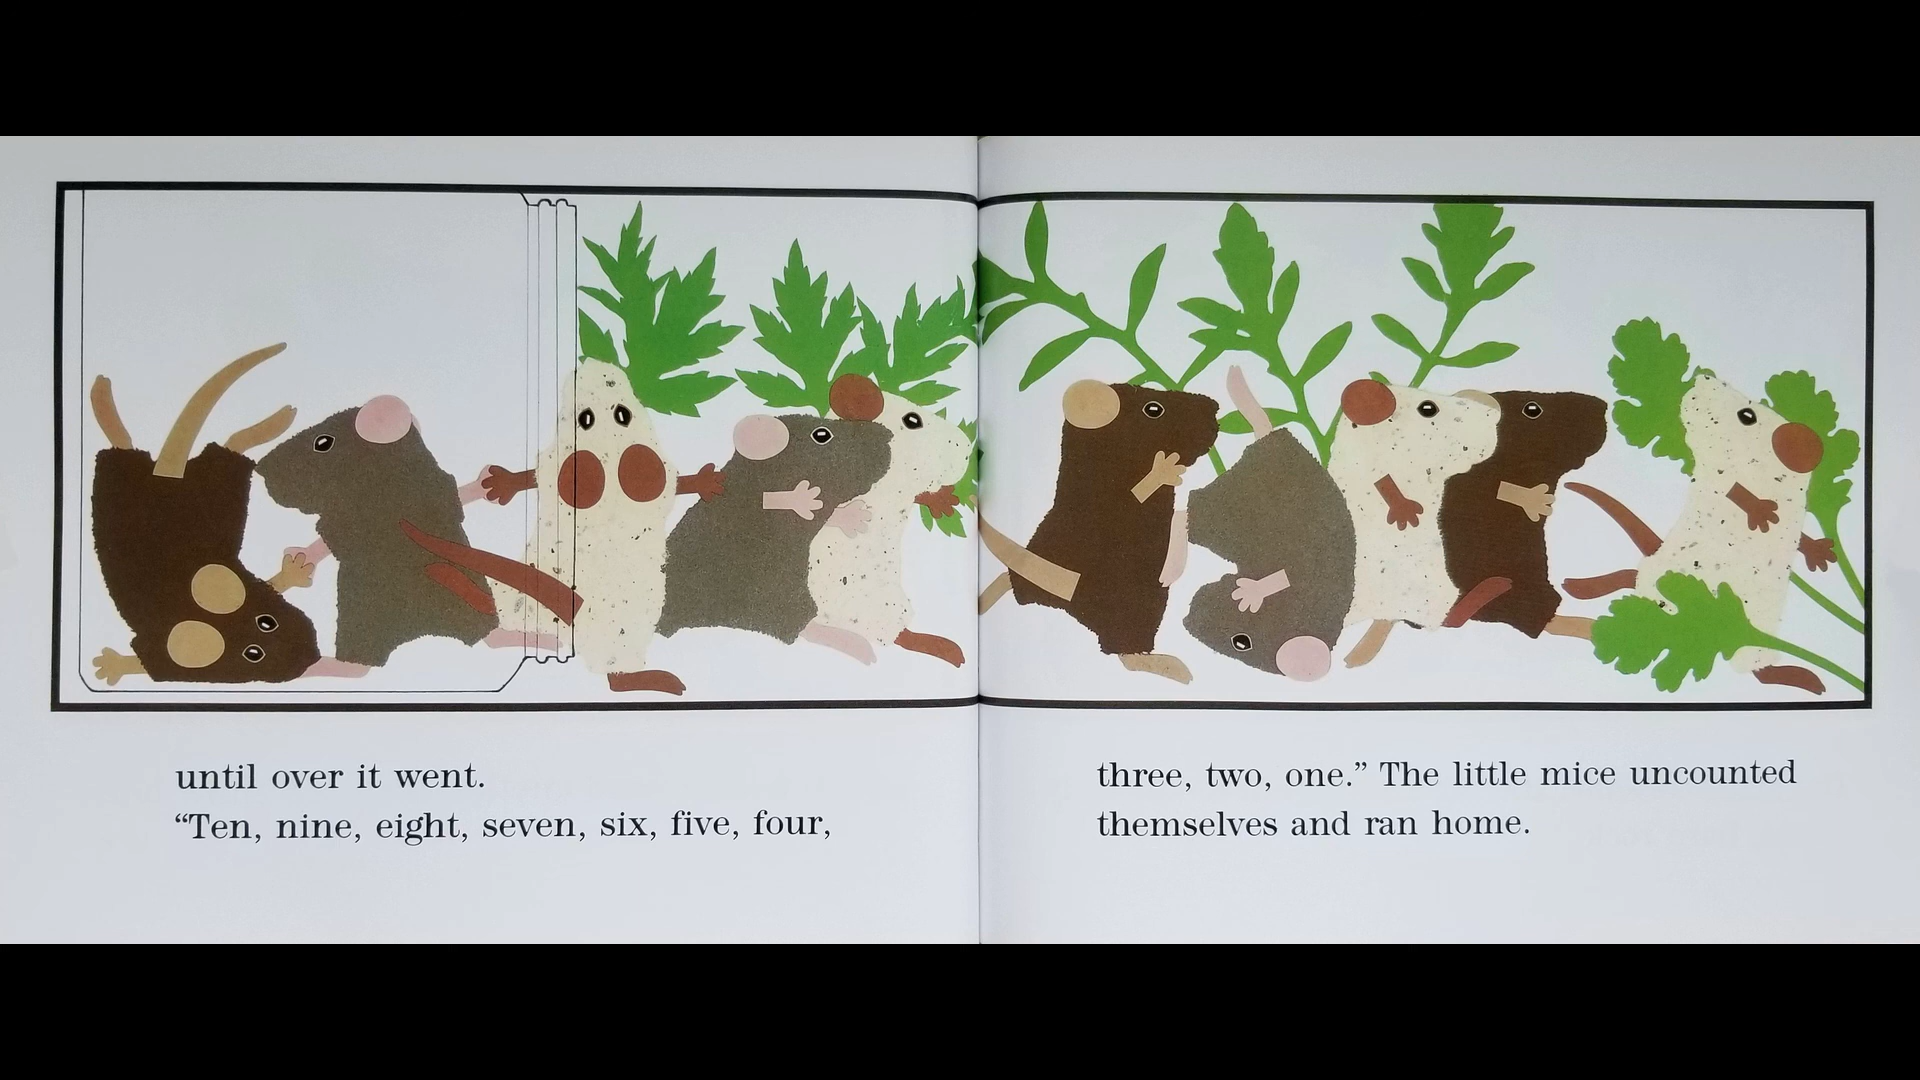 until over it went.
“Ten, nine, eight, seven, six, five, four,
three, two, one.” The little mice uncounted
themselves and ran home.